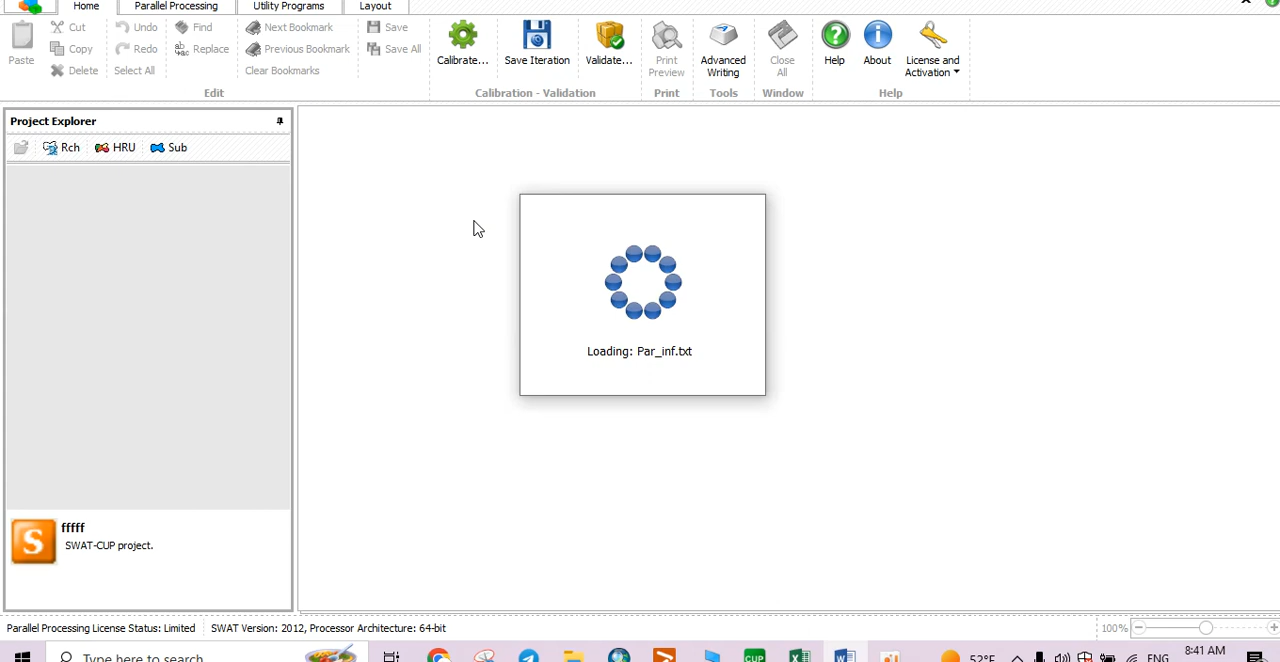 Home Parallel Processing Utility Programs Layout
Paste Cut Copy Delete Undo Redo Select All Find Replace Next Bookmark Previous Bookmark Clear Bookmarks Save Save All
Calibrate... Save Iteration Validate... Print Preview Advanced Writing Close All Help About License and Activation
Edit Calibration - Validation Print Tools Window Help
Project Explorer
Rch HRU Sub
Loading: Par_inf.txt
S
fffff
SWAT-CUP project.
Parallel Processing License Status: Limited SWAT Version: 2012, Processor Architecture: 64-bit 100%
Type here to search CUP 52°F ENG 8:41 AM